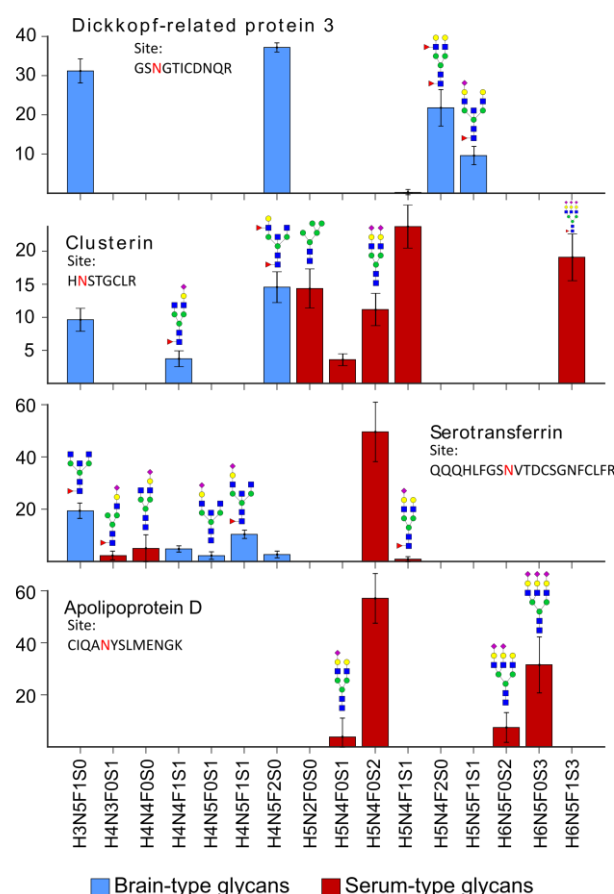 Dickkopf-related protein 3
Site:
GSNGTICDNQR
40
30
20
10
Clusterin
Site:
HNSTGCLR
20
15
10
5
Serotransferrin
Site:
QQQHLFGSNVTDCSGNFCLFR
60
40
20
Apolipoprotein D
Site:
CIQANYSLMENGK
60
40
20
H3N5F1S0
H4N3F0S1
H4N4F0S0
H4N4F1S1
H4N5F0S1
H4N5F1S1
H4N5F2S0
H5N2F0S0
H5N4F0S1
H5N4F0S2
H5N4F1S1
H5N4F2S0
H5N5F1S1
H6N5F0S2
H6N5F0S3
H6N5F1S3
Brain-type glycans
Serum-type glycans